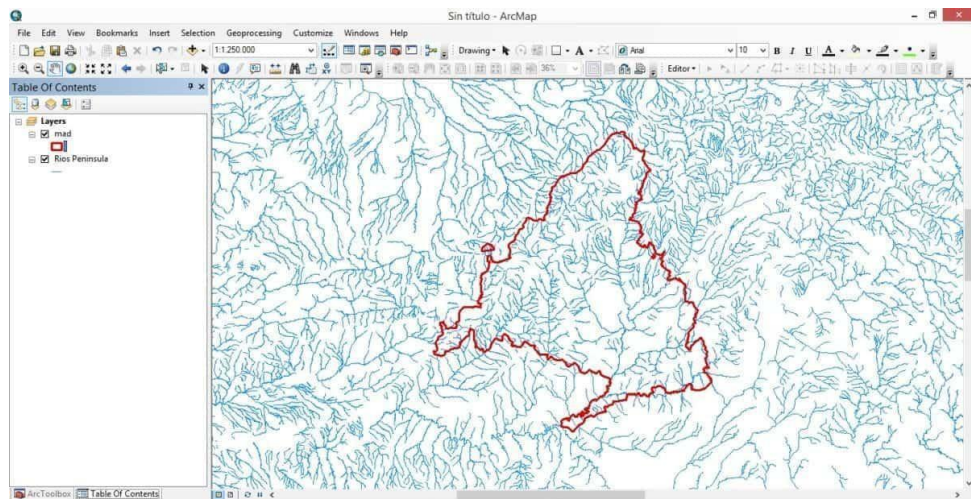 Sin título - ArcMap
File Edit View Bookmarks Insert Selection Geoprocessing Customize Windows Help
1:1.250.000 Drawing A Arial 10 B I U A
36% Editor
Table Of Contents
Layers
mad
Rios Peninsula
ArcToolbox Table Of Contents